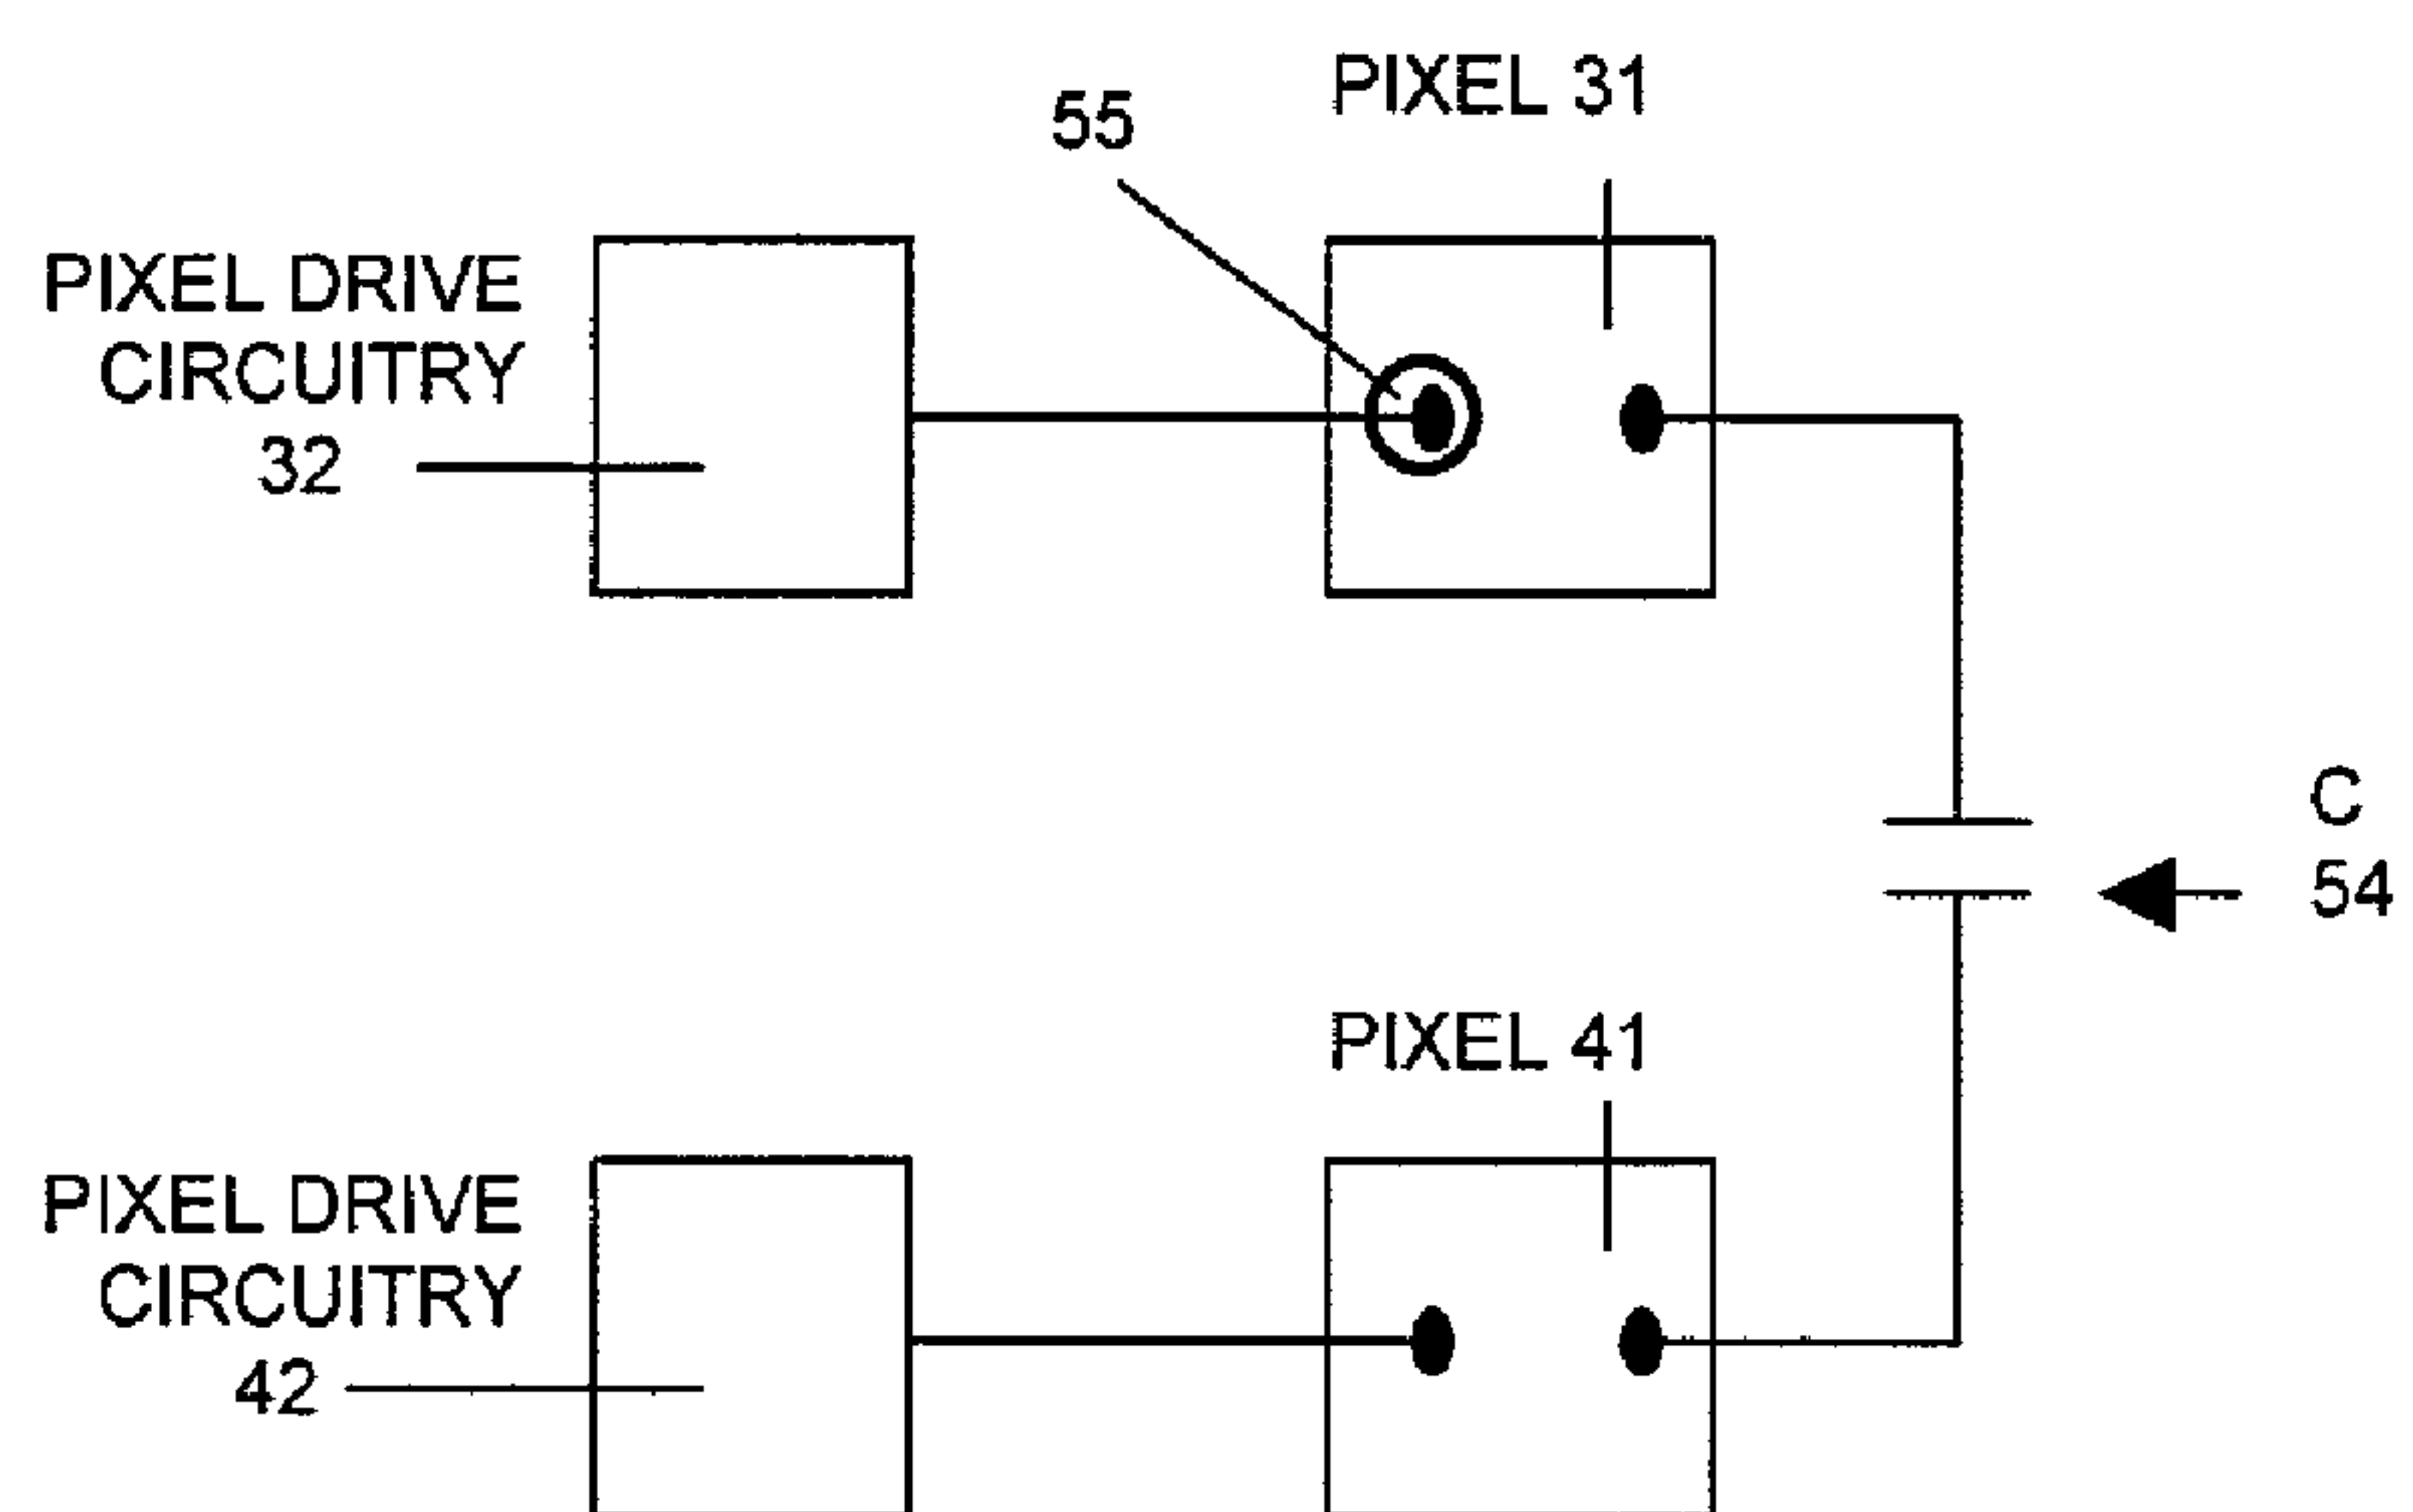 PIXEL 31
55
PIXEL DRIVE
CIRCUITRY
32
C
54
PIXEL 41
PIXEL DRIVE
CIRCUITRY
42